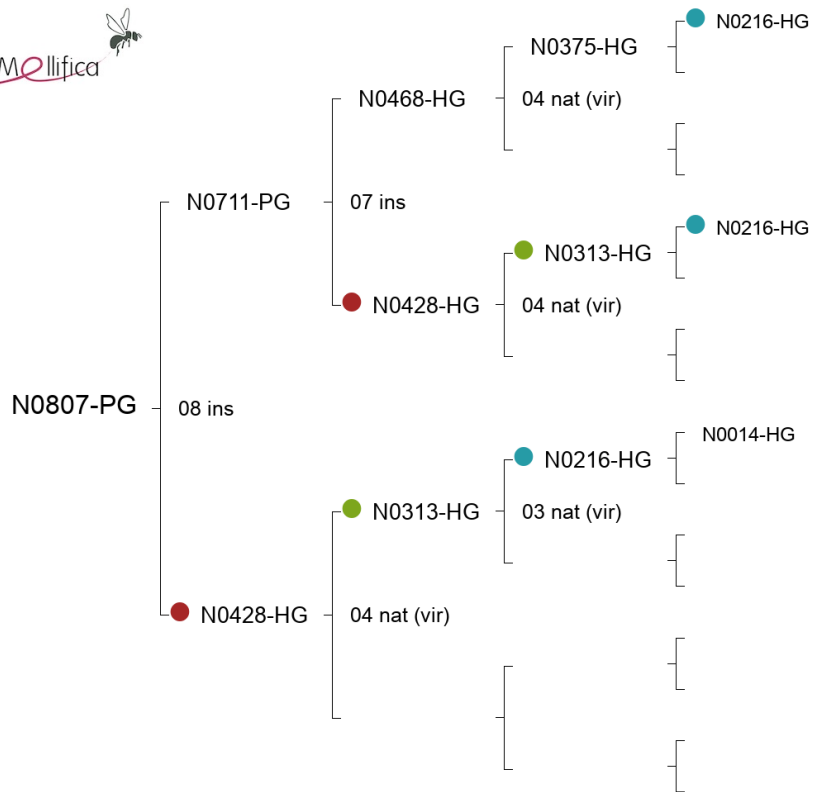 N0216-HG
Mellifica
N0375-HG
N0468-HG
04 nat (vir)
N0711-PG
07 ins
N0216-HG
N0313-HG
N0428-HG
04 nat (vir)
N0807-PG
08 ins
N0014-HG
N0216-HG
N0313-HG
03 nat (vir)
N0428-HG
04 nat (vir)